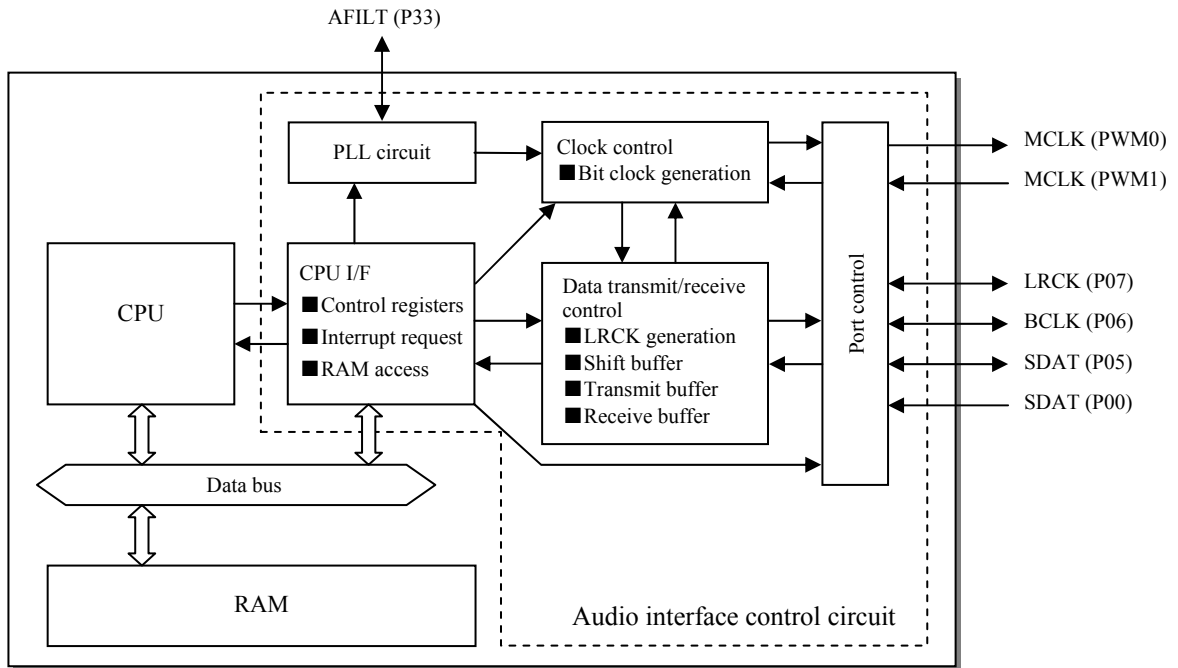 AFILT (P33)
PLL circuit
Clock control
■ Bit clock generation
MCLK (PWM0)
MCLK (PWM1)
CPU
CPU I/F
■ Control registers
■ Interrupt request
■ RAM access
Data transmit/receive
control
■ LRCK generation
■ Shift buffer
■ Transmit buffer
■ Receive buffer
Port control
LRCK (P07)
BCLK (P06)
SDAT (P05)
SDAT (P00)
Data bus
RAM
Audio interface control circuit